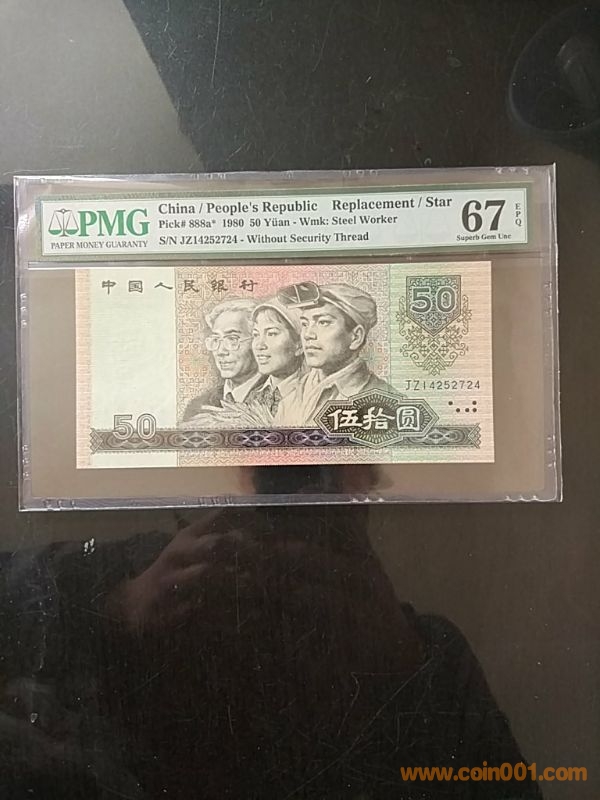 PMG
PAPER MONEY GUARANTY
China / People's Republic Replacement / Star
Pick# 888a* 1980 50 Yüan - Wmk: Steel Worker
S/N JZ14252724 - Without Security Thread
67
EPQ
Superb Gem Unc
中国人民银行
50
JZ14252724
50
伍拾圆
www.coin001.com